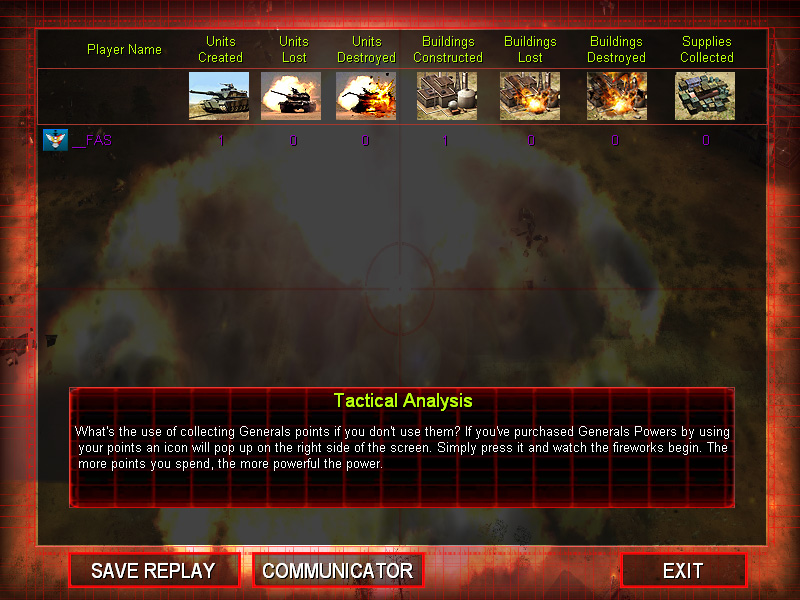 Player Name
Units Created
Units Lost
Units Destroyed
Buildings Constructed
Buildings Lost
Buildings Destroyed
Supplies Collected
__FAS 1 0 0 1 0 0 0
Tactical Analysis
What's the use of collecting Generals points if you don't use them? If you've purchased Generals Powers by using
your points an icon will pop up on the right side of the screen. Simply press it and watch the fireworks begin. The
more points you spend, the more powerful the power.
SAVE REPLAY
COMMUNICATOR
EXIT